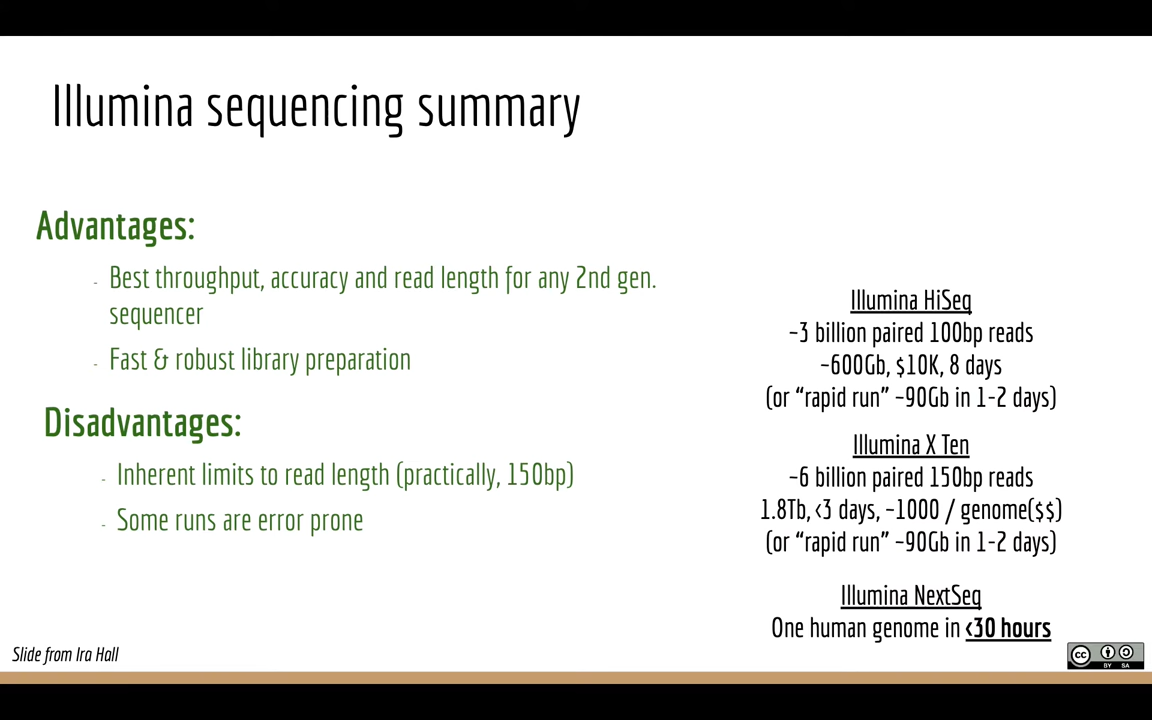 Illumina sequencing summary
Advantages:
- Best throughput, accuracy and read length for any 2nd gen.
sequencer
- Fast & robust library preparation
Disadvantages:
- Inherent limits to read length (practically, 150bp)
- Some runs are error prone
Illumina HiSeq
~3 billion paired 100bp reads
~600Gb, $10K, 8 days
(or “rapid run” ~90Gb in 1-2 days)
Illumina X Ten
~6 billion paired 150bp reads
1.8Tb, <3 days, ~1000 / genome($$)
(or “rapid run” ~90Gb in 1-2 days)
Illumina NextSeq
One human genome in <30 hours
Slide from Ira Hall
cc
BY SA